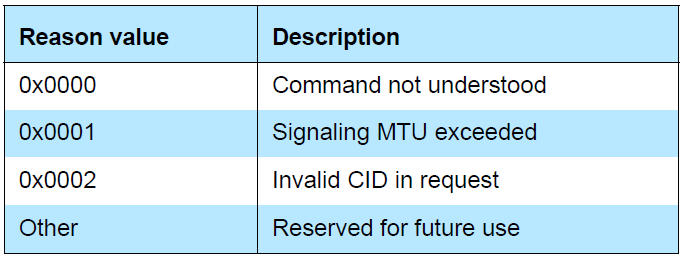 Reason value Description
0x0000 Command not understood
0x0001 Signaling MTU exceeded
0x0002 Invalid CID in request
Other Reserved for future use